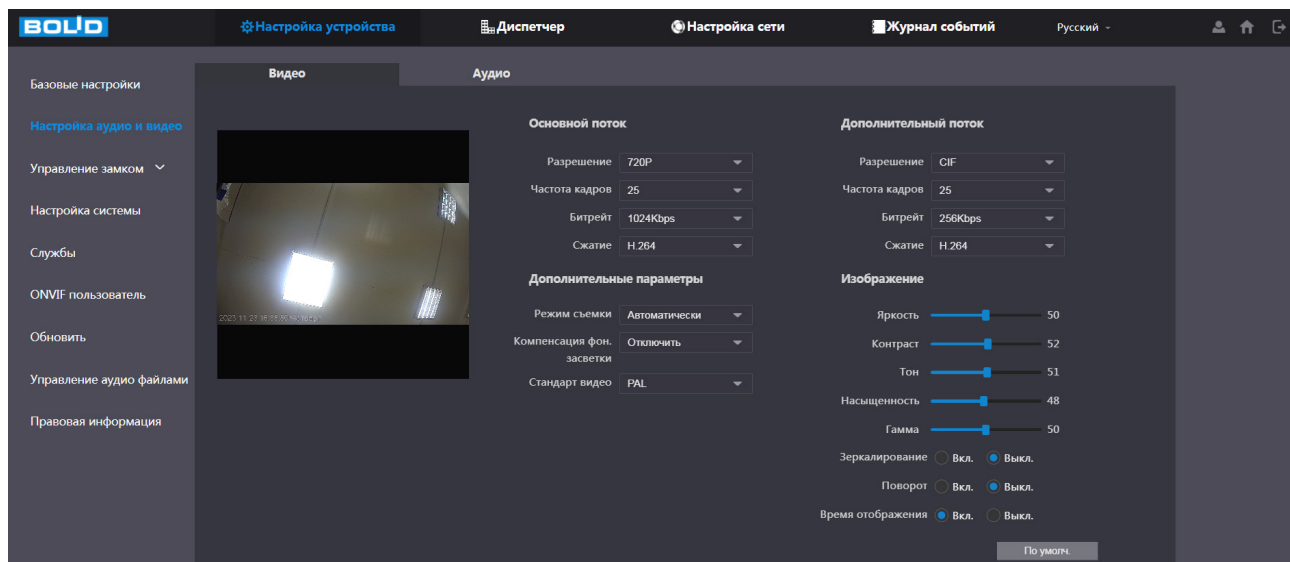 BOLID
Настройка устройства
Диспетчер
Настройка сети
Журнал событий
Русский
Базовые настройки
Настройка аудио и видео
Управление замком
Настройка системы
Службы
ONVIF пользователь
Обновить
Управление аудио файлами
Правовая информация
Видео
Аудио
Основной поток
Разрешение 720P
Частота кадров 25
Битрейт 1024Kbps
Сжатие H.264
Дополнительные параметры
Режим съемки Автоматически
Компенсация фон. засветки Отключить
Стандарт видео PAL
Дополнительный поток
Разрешение CIF
Частота кадров 25
Битрейт 256Kbps
Сжатие H.264
Изображение
Яркость 50
Контраст 52
Тон 51
Насыщенность 48
Гамма 50
Зеркалирование Вкл. Выкл.
Поворот Вкл. Выкл.
Время отображения Вкл. Выкл.
По умолч.